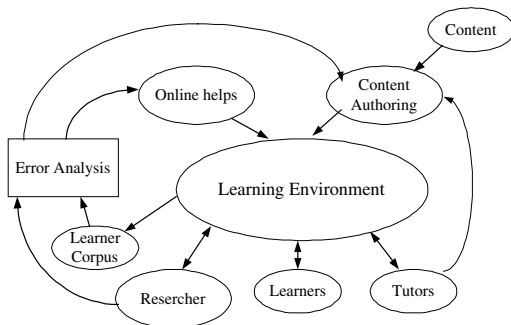 Content
Online helps
Content
Authoring
Error Analysis
Learning Environment
Learner
Corpus
Resercher
Learners
Tutors